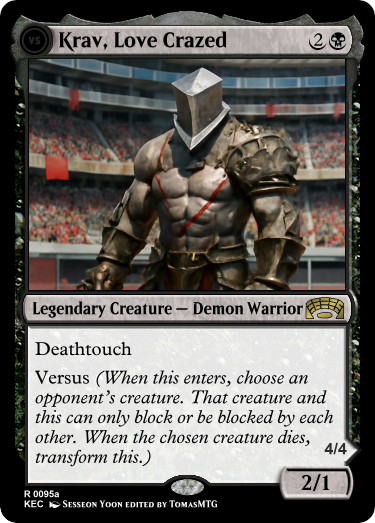 VS
Krav, Love Crazed
2
Legendary Creature — Demon Warrior
Deathtouch
Versus (When this enters, choose an
opponent's creature. That creature and
this can only block or be blocked by each
other. When the chosen creature dies,
transform this.)
4/4
2/1
R 0095a
KEC Sesseon Yoon edited by TomasMTG